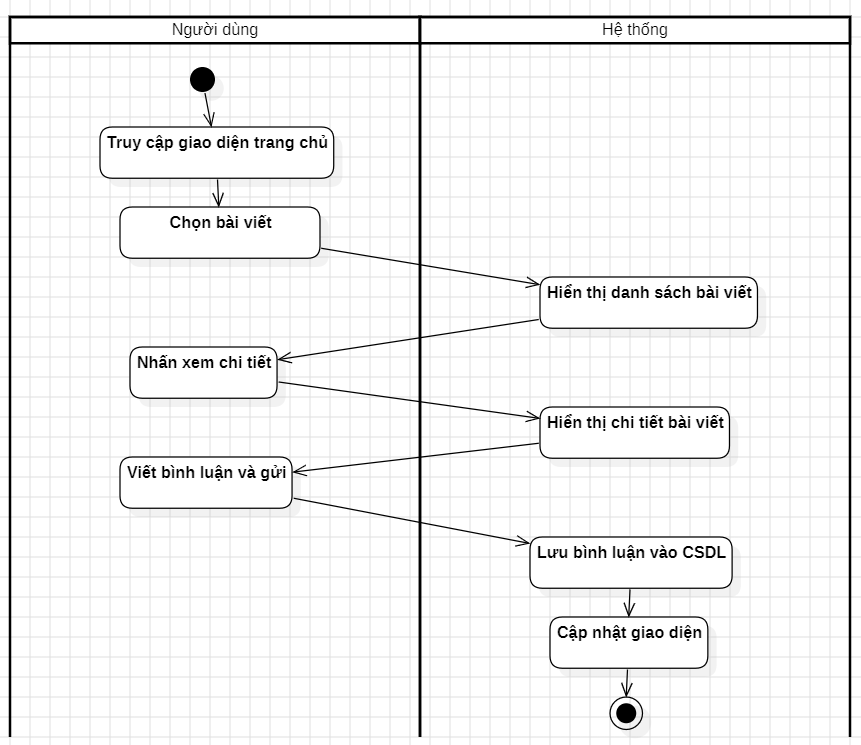 Người dùng
Hệ thống
Truy cập giao diện trang chủ
Chọn bài viết
Hiển thị danh sách bài viết
Nhấn xem chi tiết
Hiển thị chi tiết bài viết
Viết bình luận và gửi
Lưu bình luận vào CSDL
Cập nhật giao diện